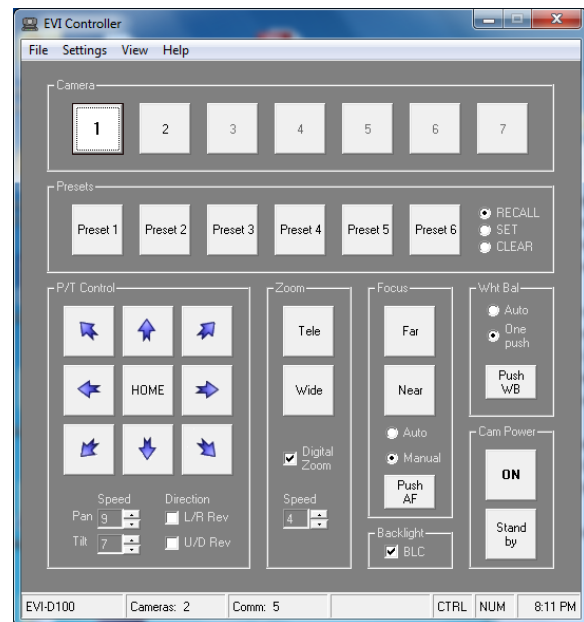 EVI Controller
File Settings View Help
Camera
1 2 3 4 5 6 7
Presets
Preset 1 Preset 2 Preset 3 Preset 4 Preset 5 Preset 6
RECALL
SET
CLEAR
P/T Control
HOME
Speed Direction
Pan 9 L/R Rev
Tilt 7 U/D Rev
Zoom
Tele
Wide
Digital
Zoom
Speed
4
Focus
Far
Near
Auto
Manual
Push
AF
Backlight
BLC
Wht Bal
Auto
One
push
Push
WB
Cam Power
ON
Stand
by
EVI-D100 Cameras: 2 Comm: 5 CTRL NUM 8:11 PM